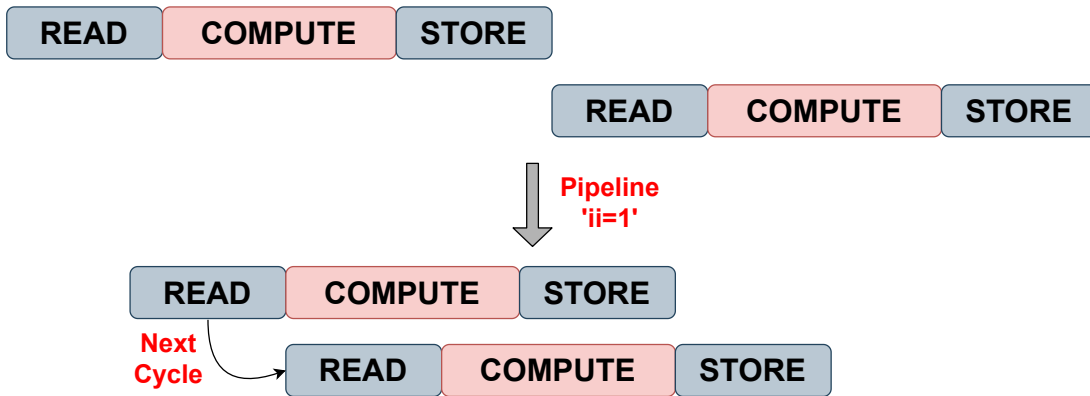 READ COMPUTE STORE
READ COMPUTE STORE
Pipeline
'ii=1'
READ COMPUTE STORE
Next
Cycle
READ COMPUTE STORE